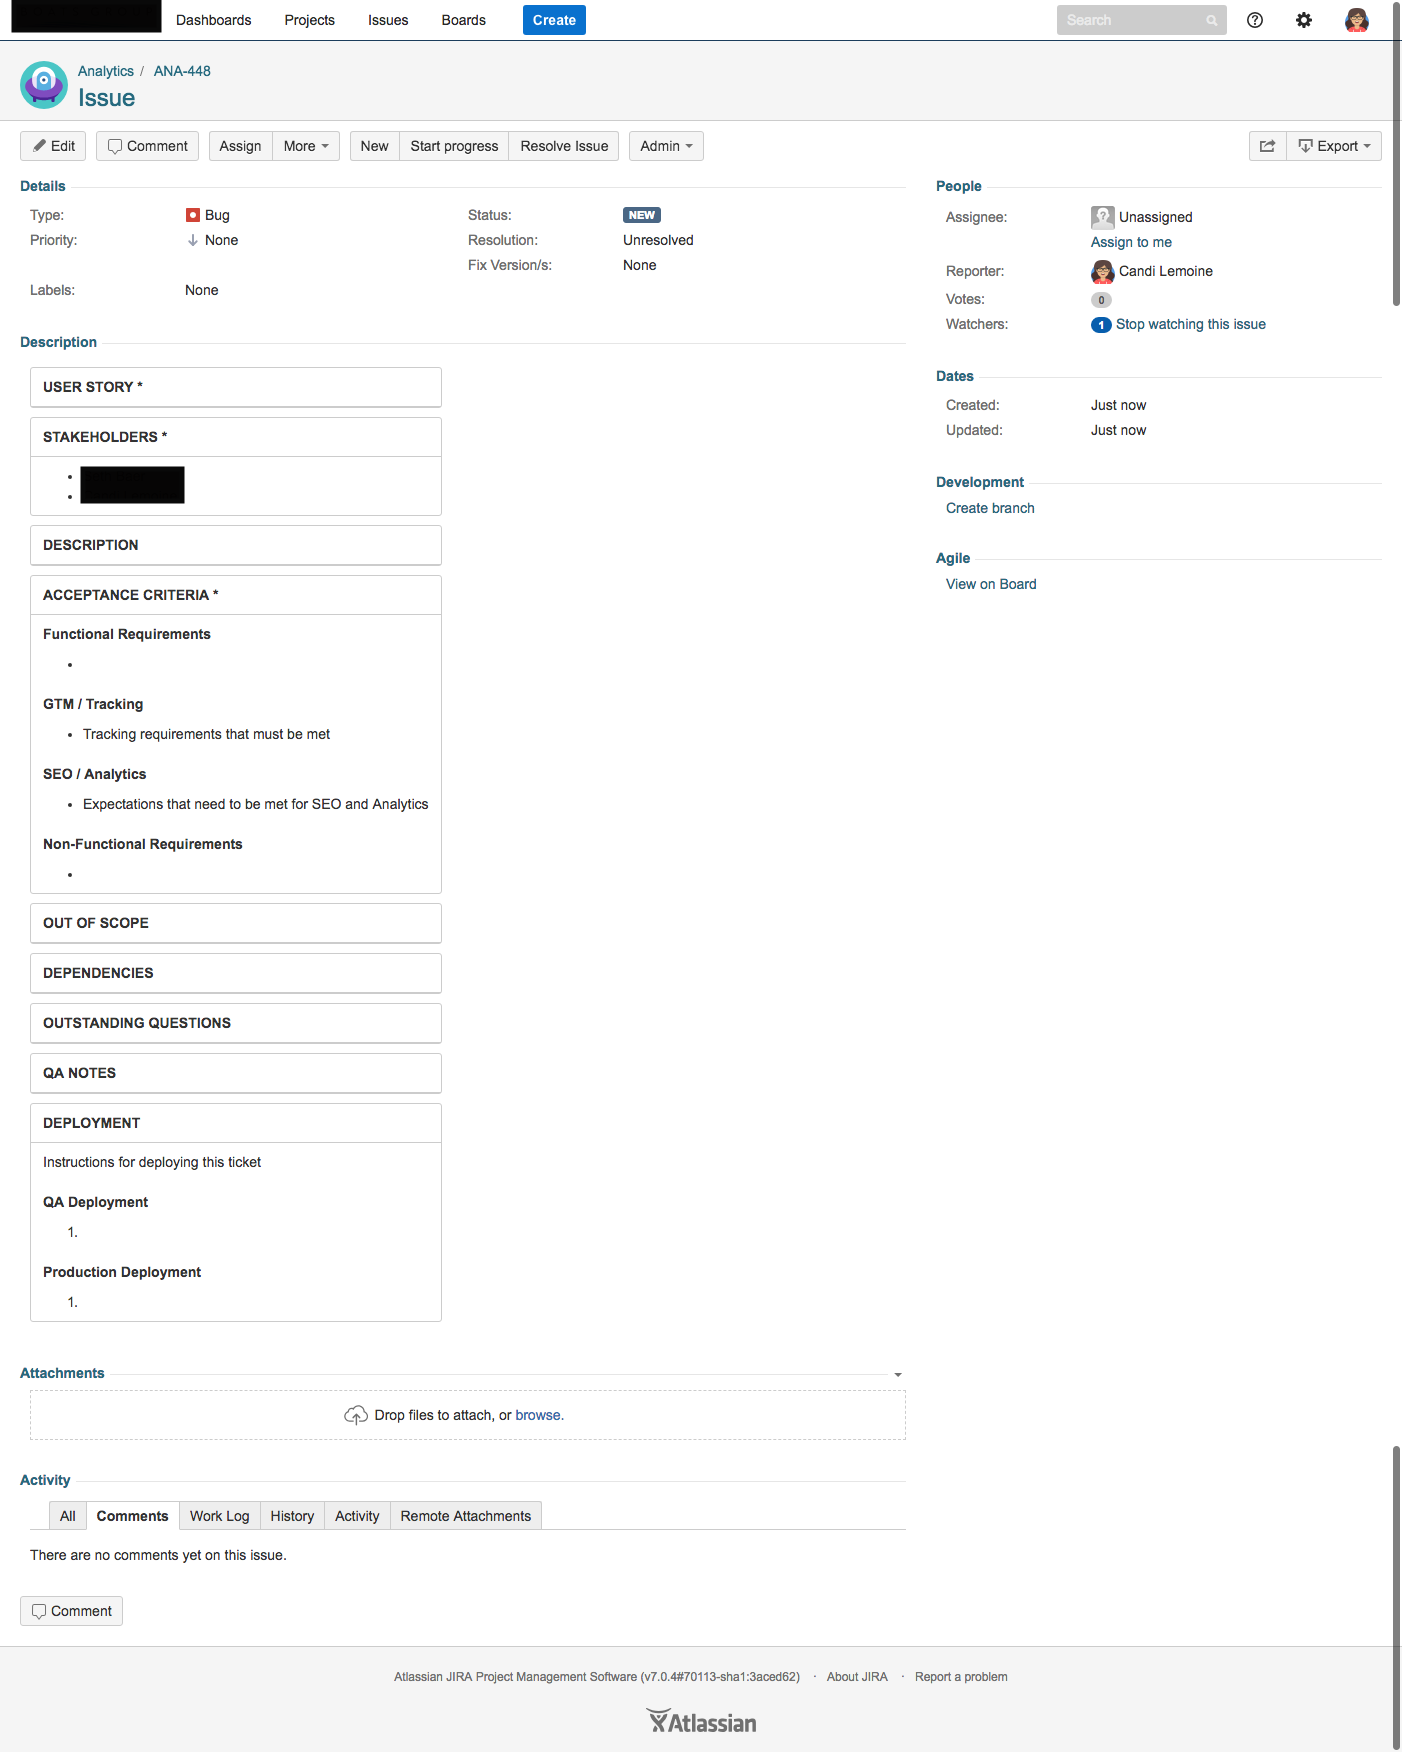 Dashboards Projects Issues Boards Create Search
Analytics / ANA-448
Issue
Edit Comment Assign More New Start progress Resolve Issue Admin Export
Details
Type: Bug Status: NEW
Priority: None Resolution: Unresolved
Fix Version/s: None
Labels: None
People
Assignee: Unassigned
Assign to me
Reporter: Candi Lemoine
Votes: 0
Watchers: 1 Stop watching this issue
Dates
Created: Just now
Updated: Just now
Development
Create branch
Agile
View on Board
Description
USER STORY *
STAKEHOLDERS *
DESCRIPTION
ACCEPTANCE CRITERIA *
Functional Requirements
GTM / Tracking
• Tracking requirements that must be met
SEO / Analytics
• Expectations that need to be met for SEO and Analytics
Non-Functional Requirements
OUT OF SCOPE
DEPENDENCIES
OUTSTANDING QUESTIONS
QA NOTES
DEPLOYMENT
Instructions for deploying this ticket
QA Deployment
1.
Production Deployment
1.
Attachments
Drop files to attach, or browse.
Activity
All Comments Work Log History Activity Remote Attachments
There are no comments yet on this issue.
Comment
Atlassian JIRA Project Management Software (v7.0.4#70113-sha1:3aced62) · About JIRA · Report a problem
Atlassian